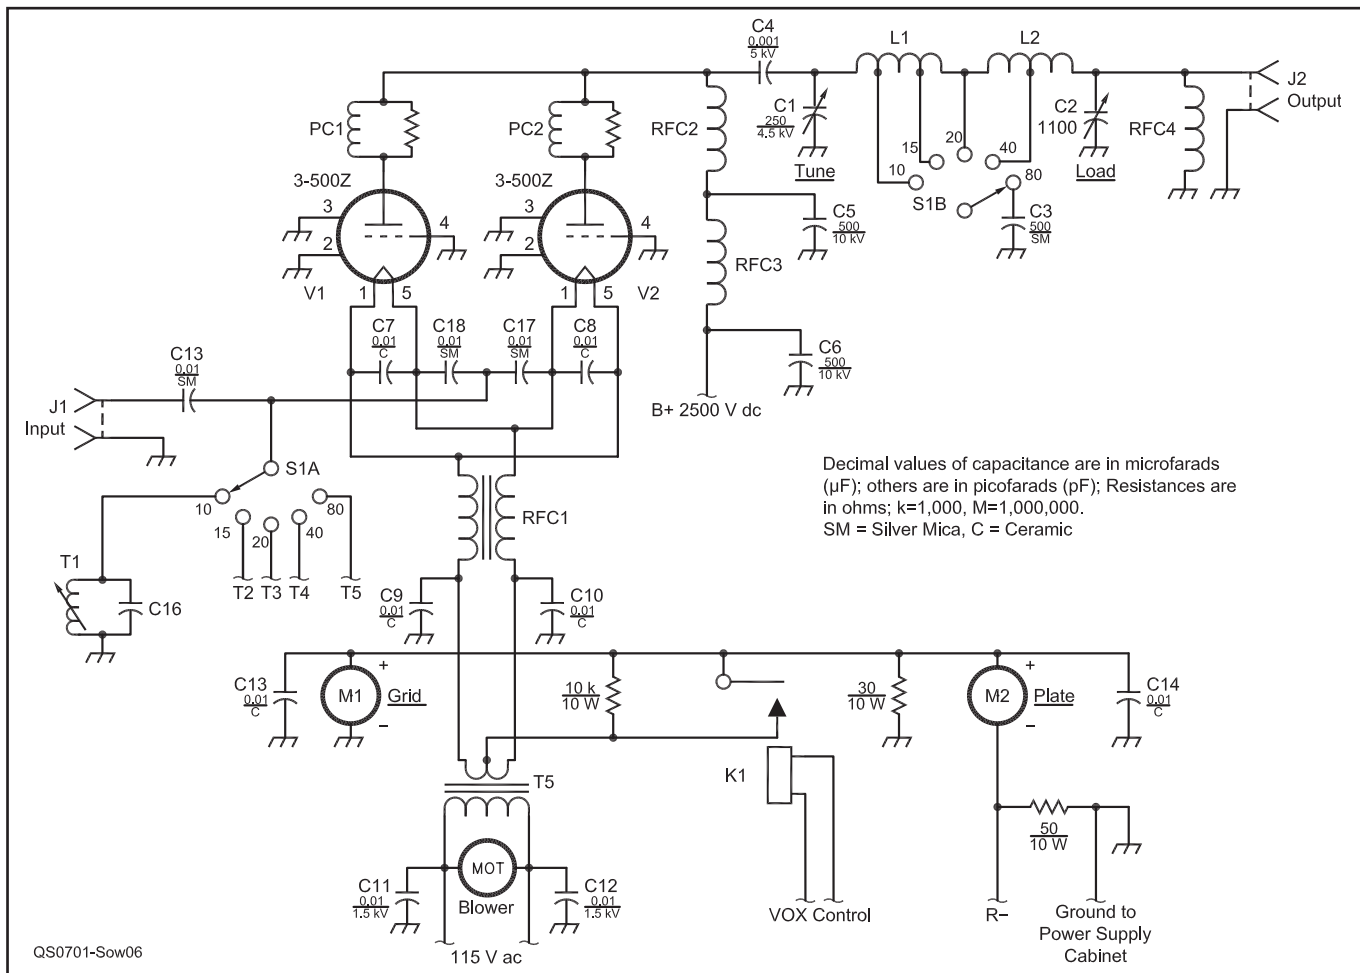 C4
0.001
5 kV
L1
L2
J2
Output
PC1
PC2
RFC2
C1
250
4.5 kV
Tune
C2
1100
Load
RFC4
10
15
20
40
80
S1B
C3
500
SM
3-500Z
3-500Z
3
2
4
1
5
V1
3
2
4
1
5
V2
C5
500
10 kV
RFC3
C6
500
10 kV
B+ 2500 V dc
C7
0.01
C
C18
0.01
SM
C17
0.01
SM
C8
0.01
C
C13
0.01
SM
J1
Input
S1A
10
15
20
40
80
T1
C16
T2
T3
T4
T5
RFC1
Decimal values of capacitance are in microfarads
(µF); others are in picofarads (pF); Resistances are
in ohms; k=1,000, M=1,000,000.
SM = Silver Mica, C = Ceramic
C9
0.01
C
C10
0.01
C
C13
0.01
C
+
M1
Grid
–
10 k
10 W
30
10 W
+
M2
Plate
–
C14
0.01
C
K1
T5
50
10 W
MOT
Blower
C11
0.01
1.5 kV
C12
0.01
1.5 kV
115 V ac
VOX Control
R–
Ground to
Power Supply
Cabinet
QS0701-Sow06